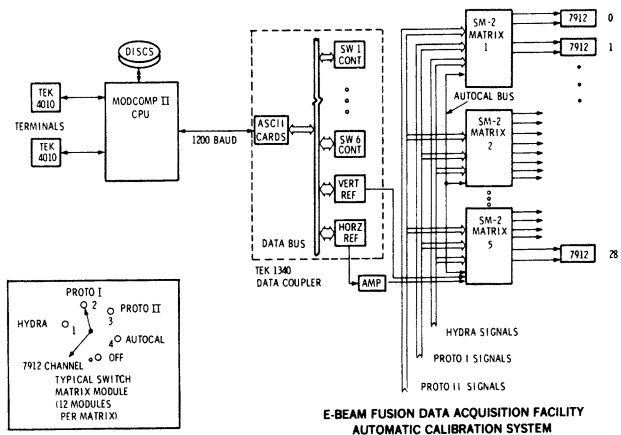 DISCS
TEK
4010
TERMINALS
TEK
4010
MODCOMP II
CPU
1200 BAUD
ASCII
CARDS
SW 1
CONT
SW 6
CONT
VERT
REF
HORZ
REF
DATA BUS
TEK 1340
DATA COUPLER
AMP
SM-2
MATRIX
1
AUTOCAL BUS
SM-2
MATRIX
2
SM-2
MATRIX
5
7912 0
7912 1
7912 28
HYDRA SIGNALS
PROTO I SIGNALS
PROTO II SIGNALS
PROTO I
2
PROTO II
3
HYDRA
1
4 AUTOCAL
OFF
7912 CHANNEL
TYPICAL SWITCH
MATRIX MODULE
(12 MODULES
PER MATRIX)
E-BEAM FUSION DATA ACQUISITION FACILITY
AUTOMATIC CALIBRATION SYSTEM